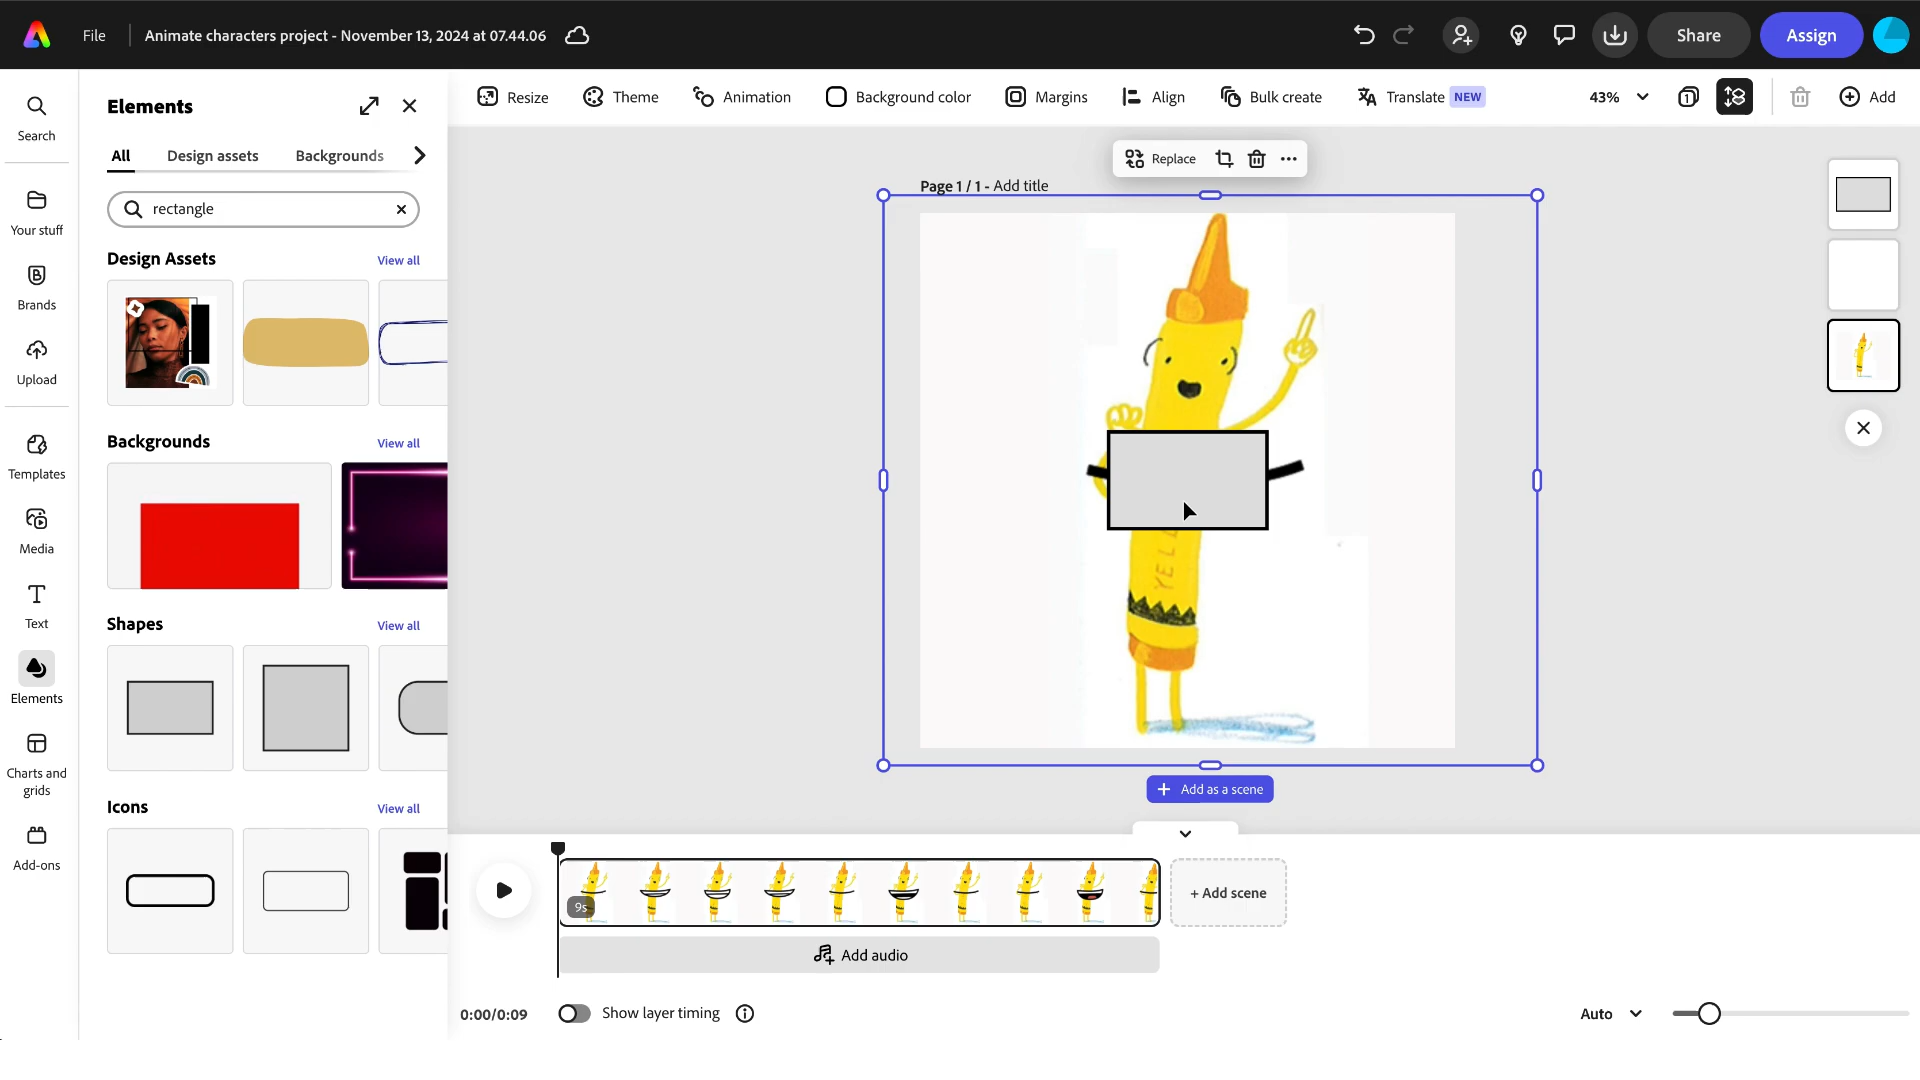 File
Animate characters project - November 13, 2024 at 07.44.06
Share
Assign
Search
Your stuff
Brands
Upload
Templates
Media
Text
Elements
Charts and
grids
Add-ons
Elements
All Design assets Backgrounds
rectangle
Design Assets View all
Backgrounds View all
Shapes View all
Icons View all
Resize Theme Animation Background color Margins Align Bulk create Translate NEW 43% 1 Add
Replace
Page 1 / 1 - Add title
YELL
+ Add as a scene
9s
+ Add scene
Add audio
0:00/0:09 Show layer timing
Auto